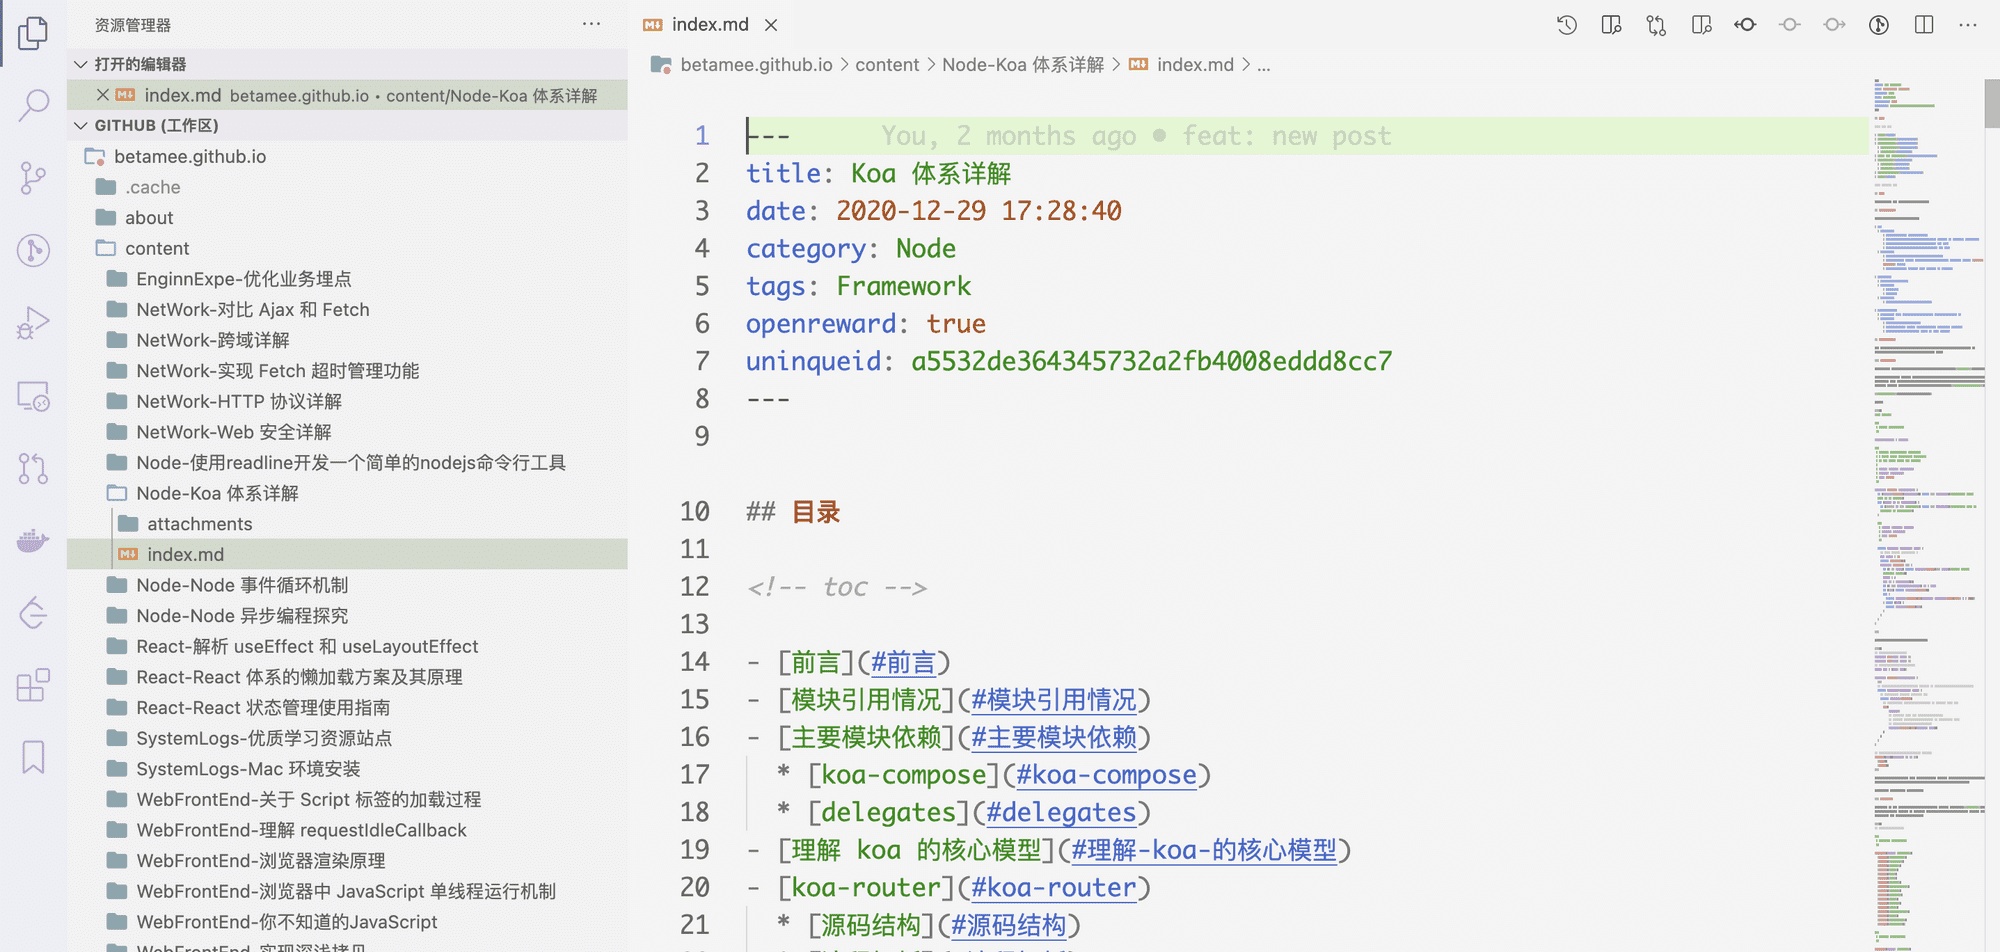 资源管理器
打开的编辑器
index.md betamee.github.io • content/Node-Koa 体系详解
GITHUB (工作区)
betamee.github.io
.cache
about
content
EnginnExpe-优化业务埋点
NetWork-对比 Ajax 和 Fetch
NetWork-跨域详解
NetWork-实现 Fetch 超时管理功能
NetWork-HTTP 协议详解
NetWork-Web 安全详解
Node-使用readline开发一个简单的nodejs命令行工具
Node-Koa 体系详解
attachments
index.md
Node-Node 事件循环机制
Node-Node 异步编程探究
React-解析 useEffect 和 useLayoutEffect
React-React 体系的懒加载方案及其原理
React-React 状态管理使用指南
SystemLogs-优质学习资源站点
SystemLogs-Mac 环境安装
WebFrontEnd-关于 Script 标签的加载过程
WebFrontEnd-理解 requestIdleCallback
WebFrontEnd-浏览器渲染原理
WebFrontEnd-浏览器中 JavaScript 单线程运行机制
WebFrontEnd-你不知道的JavaScript
index.md
betamee.github.io > content > Node-Koa 体系详解 > index.md > ...
1 --- You, 2 months ago • feat: new post
2 title: Koa 体系详解
3 date: 2020-12-29 17:28:40
4 category: Node
5 tags: Framework
6 openreward: true
7 uninqueid: a5532de364345732a2fb4008eddd8cc7
8 ---
9
10 ## 目录
11
12 <!-- toc -->
13
14 - [前言](#前言)
15 - [模块引用情况](#模块引用情况)
16 - [主要模块依赖](#主要模块依赖)
17 * [koa-compose](#koa-compose)
18 * [delegates](#delegates)
19 - [理解 koa 的核心模型](#理解-koa-的核心模型)
20 - [koa-router](#koa-router)
21 * [源码结构](#源码结构)